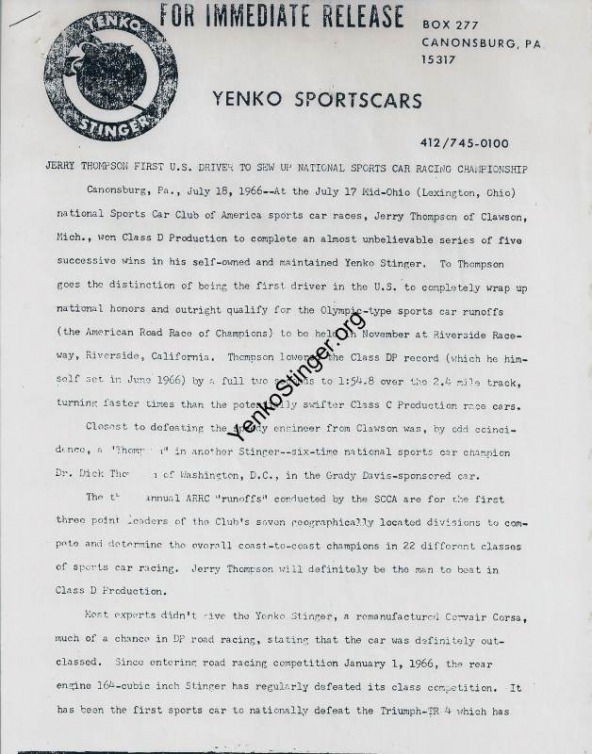 YENKO
STINGER
FOR IMMEDIATE RELEASE
BOX 277
CANONSBURG, PA
15317
YENKO SPORTSCARS
412/745-0100
JERRY THOMPSON FIRST U.S. DRIVER TO SEW UP NATIONAL SPORTS CAR RACING CHAMPIONSHIP
Canonsburg, Pa., July 18, 1966--At the July 17 Mid-Ohio (Lexington, Ohio)
national Sports Car Club of America sports car races, Jerry Thompson of Clawson,
Mich., won Class D Production to complete an almost unbelievable series of five
successive wins in his self-owned and maintained Yenko Stinger. To Thompson
goes the distinction of being the first driver in the U.S. to completely wrap up
national honors and outright qualify for the Olympic-type sports car runoffs
(the American Road Race of Champions) to be held in November at Riverside Race-
way, Riverside, California. Thompson lowered the Class DP record (which he him-
self set in June 1966) by a full two to 1:54.8 over the 2.4 mile track,
turning faster times than the potentially swifter Class C Production race cars.
Closest to defeating the speedy engineer from Clawson was, by odd coinci-
dence, a "Thomp in another Stinger--six-time national sports car champion
Dr. Dick Tho of Washington, D.C., in the Grady Davis-sponsored car.
The annual ARRC "runoffs" conducted by the SCCA are for the first
three point leaders of the Club's seven geographically located divisions to com-
pete and determine the overall coast-to-coast champions in 22 different classes
of sports car racing. Jerry Thompson will definitely be the man to beat in
Class D Production.
Most experts didn't give the Yenko Stinger, a remanufactured Corvair Corsa,
much of a chance in DP road racing, stating that the car was definitely out-
classed. Since entering road racing competition January 1, 1966, the rear
engine 164-cubic inch Stinger has regularly defeated its class competition. It
has been the first sports car to nationally defeat the Triumph-TR 4 which has
YenkoStinger.org